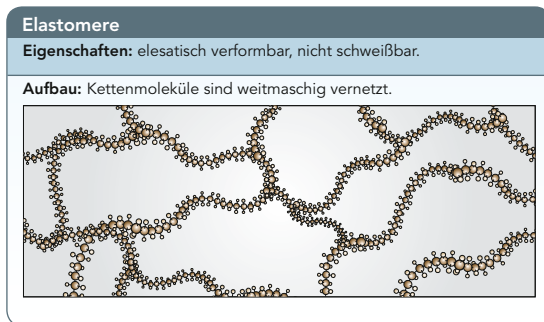 Elastomere
Eigenschaften: elesatisch verformbar, nicht schweißbar.
Aufbau: Kettenmoleküle sind weitmaschig vernetzt.